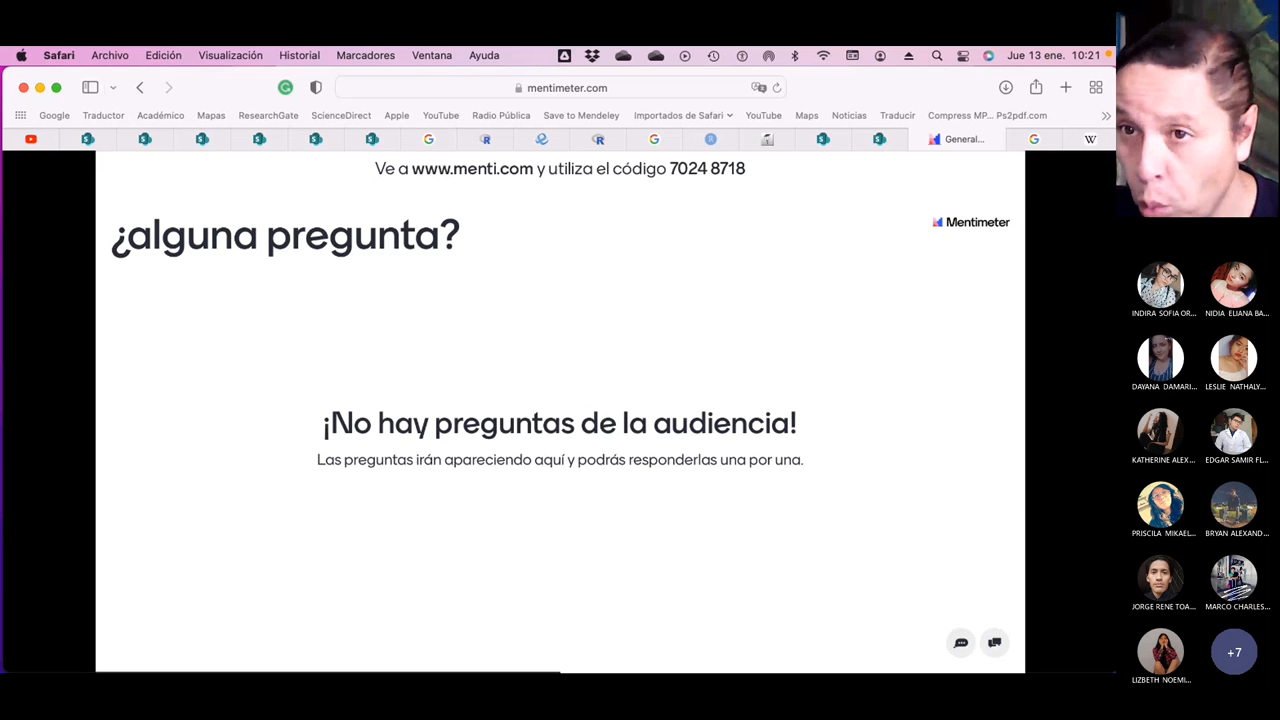 Safari Archivo Edición Visualización Historial Marcadores Ventana Ayuda Jue 13 ene. 10:21
mentimeter.com
Google Traductor Académico Mapas YouTube ResearchGate ScienceDirect Apple YouTube Radio Pública Save to Mendeley Importados de Safari YouTube Maps Noticias Traducir Compress MP... Ps2pdf.com
General...
Ve a www.menti.com y utiliza el código 7024 8718
¿alguna pregunta?
Mentimeter
¡No hay preguntas de la audiencia!
Las preguntas irán apareciendo aquí y podrás responderlas una por una.
INDIRA SOFIA OR... NIDIA ELIANA BA...
DAYANA DAMARI... LESLIE NATHALY...
KATHERINE ALEX... EDGAR SAMIR FL...
PRISCILA MIKAEL... BRYAN ALEXAND...
JORGE RENE TOA... MARCO CHARLES...
LIZBETH NOEMI...
+7